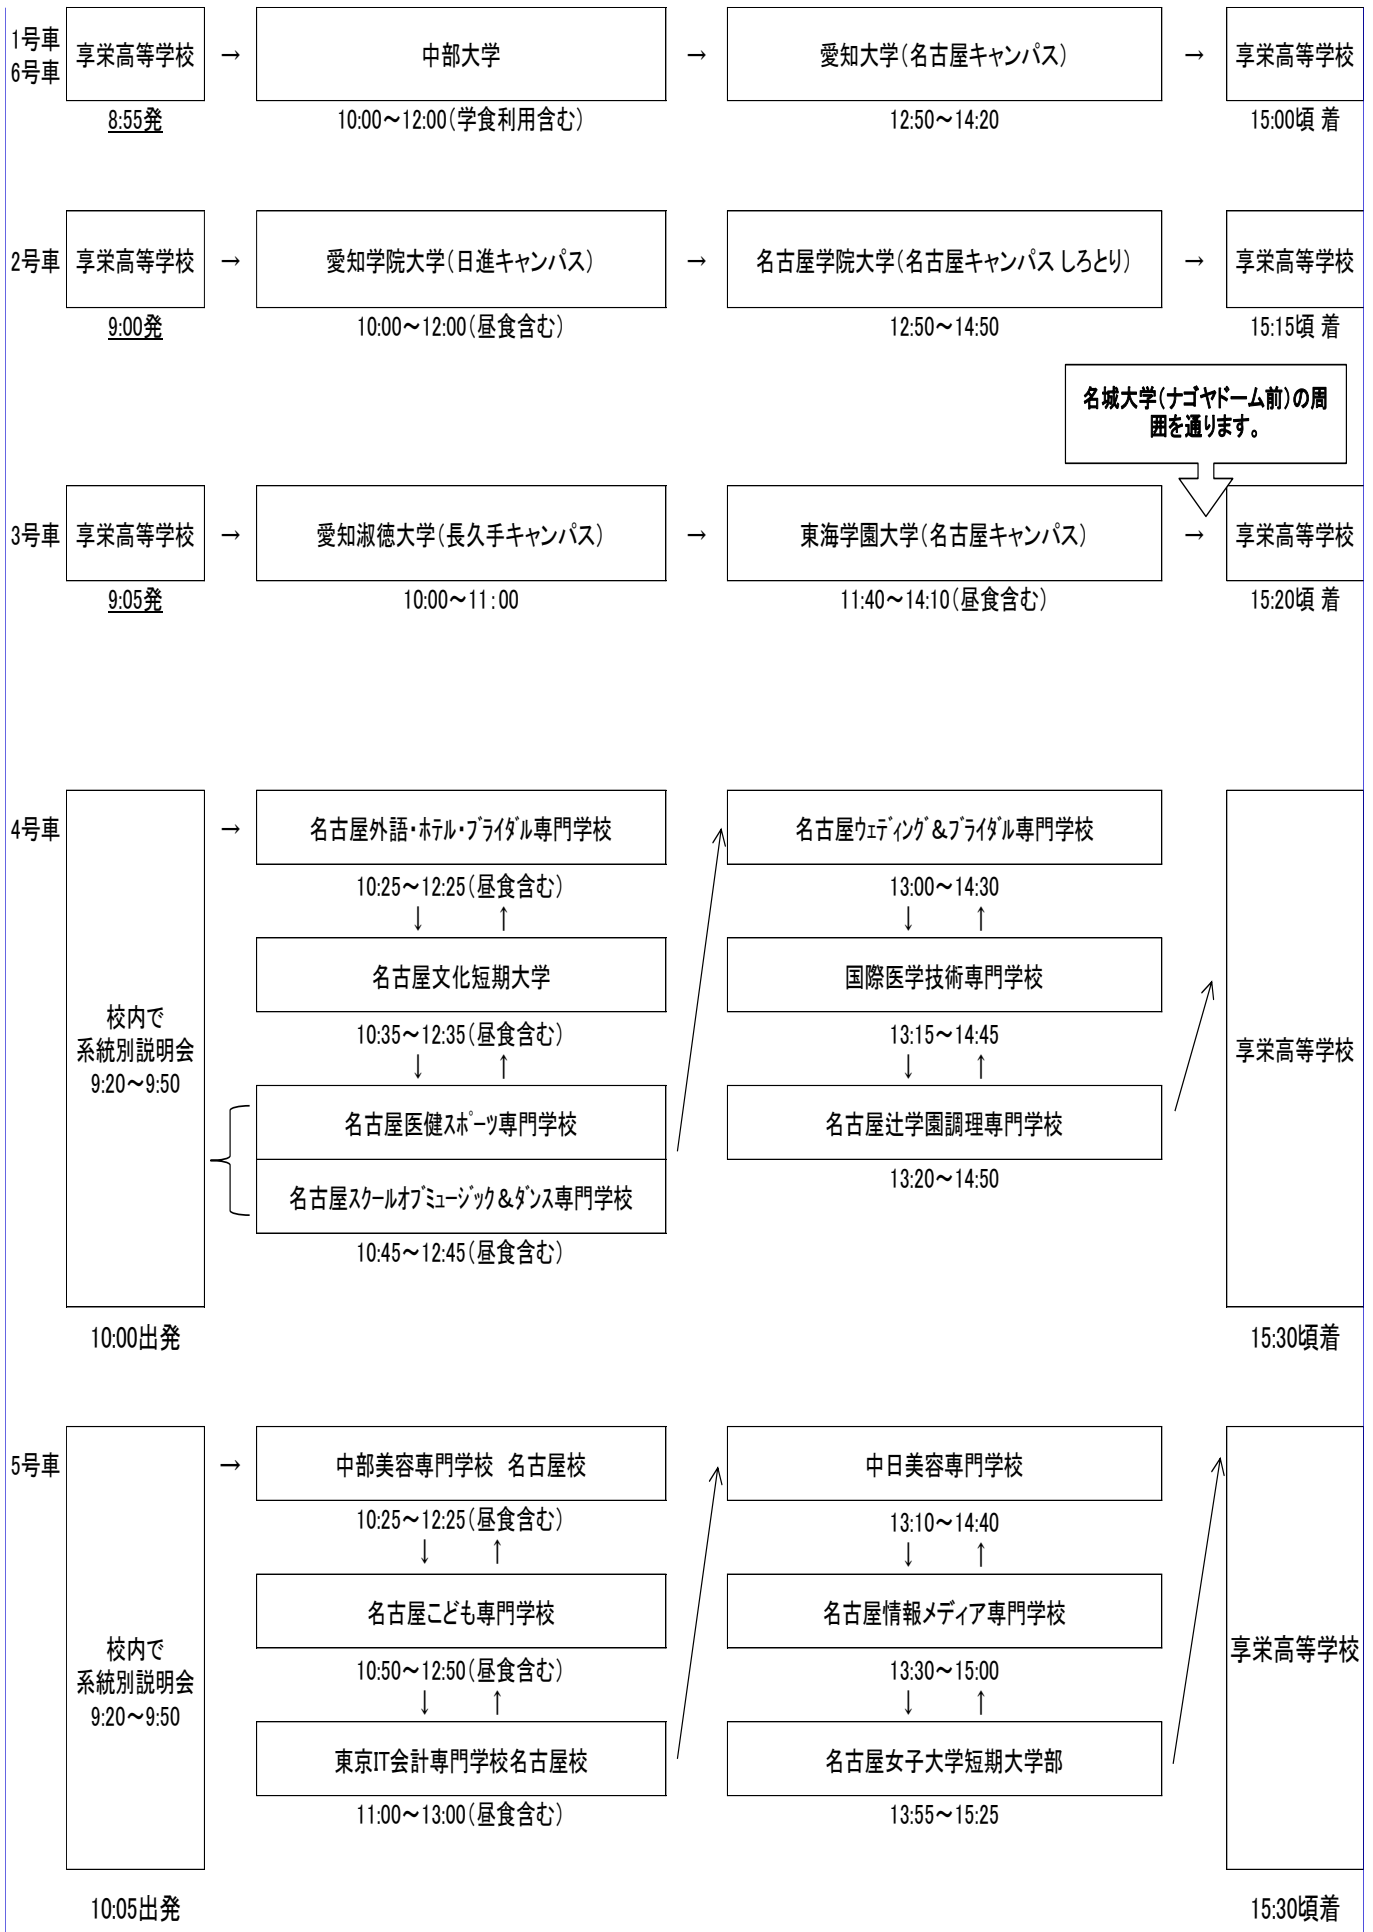 1号車
6号車
享栄高等学校 → 中部大学 → 愛知大学(名古屋キャンパス) → 享栄高等学校
8:55発 10:00～12:00(学食利用含む) 12:50～14:20 15:00頃 着
2号車 享栄高等学校 → 愛知学院大学(日進キャンパス) → 名古屋学院大学(名古屋キャンパス しろとり) → 享栄高等学校
9:00発 10:00～12:00(昼食含む) 12:50～14:50 15:15頃 着
名城大学(ナゴヤドーム前)の周
囲を通ります。
3号車 享栄高等学校 → 愛知淑徳大学(長久手キャンパス) → 東海学園大学(名古屋キャンパス) → 享栄高等学校
9:05発 10:00～11:00 11:40～14:10(昼食含む) 15:20頃 着
4号車 → 名古屋外語・ホテル・ブライダル専門学校 名古屋ウェディング＆ブライダル専門学校
10:25～12:25(昼食含む) 13:00～14:30
↓ ↑ ↓ ↑
名古屋文化短期大学 国際医学技術専門学校
校内で
系統別説明会
9:20～9:50
10:35～12:35(昼食含む) 13:15～14:45
享栄高等学校
↓ ↑ ↓ ↑
名古屋医健スポーツ専門学校 名古屋辻学園調理専門学校
名古屋スクールオブミュージック＆ダンス専門学校 13:20～14:50
10:45～12:45(昼食含む)
10:00出発 15:30頃着
5号車 → 中部美容専門学校 名古屋校 中日美容専門学校
10:25～12:25(昼食含む) 13:10～14:40
↓ ↑ ↓ ↑
名古屋こども専門学校 名古屋情報メディア専門学校
校内で
系統別説明会
9:20～9:50
享栄高等学校
10:50～12:50(昼食含む) 13:30～15:00
↓ ↑ ↓ ↑
東京IT会計専門学校名古屋校 名古屋女子大学短期大学部
11:00～13:00(昼食含む) 13:55～15:25
10:05出発 15:30頃着